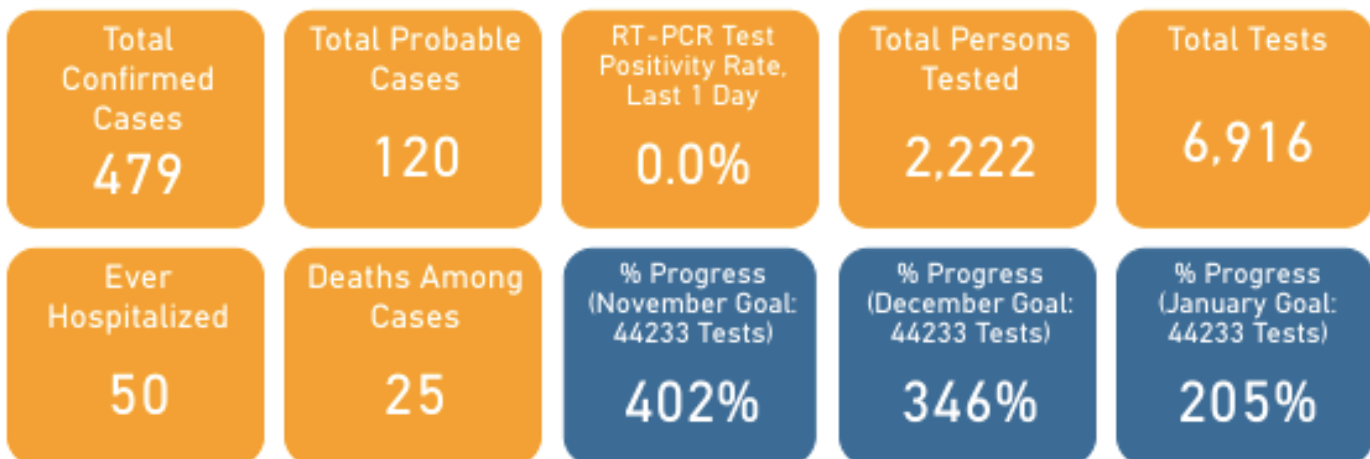 Total
Confirmed
Cases
479
Total Probable
Cases
120
RT-PCR Test
Positivity Rate,
Last 1 Day
0.0%
Total Persons
Tested
2,222
Total Tests
6,916
Ever
Hospitalized
50
Deaths Among
Cases
25
% Progress
(November Goal:
44233 Tests)
402%
% Progress
(December Goal:
44233 Tests)
346%
% Progress
(January Goal:
44233 Tests)
205%